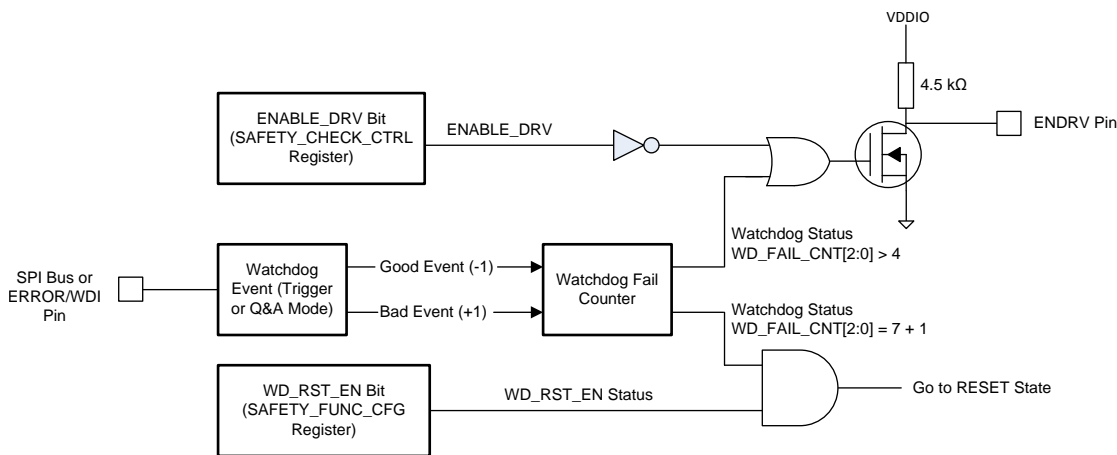 VDDIO
4.5 kΩ
ENDRV Pin
ENABLE_DRV Bit
(SAFETY_CHECK_CTRL
Register)
ENABLE_DRV
Watchdog Status
WD_FAIL_CNT[2:0] > 4
SPI Bus or
ERROR/WDI
Pin
Watchdog
Event (Trigger
or Q&A Mode)
Good Event (-1)
Bad Event (+1)
Watchdog Fail
Counter
Watchdog Status
WD_FAIL_CNT[2:0] = 7 + 1
WD_RST_EN Bit
(SAFETY_FUNC_CFG
Register)
WD_RST_EN Status
Go to RESET State